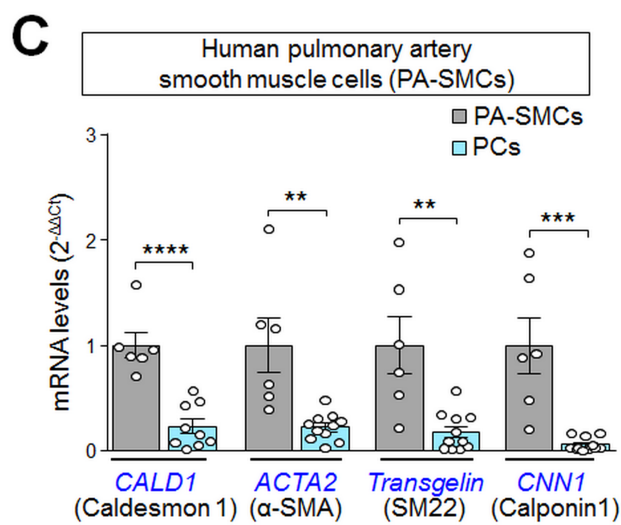 C
Human pulmonary artery
smooth muscle cells (PA-SMCs)
PA-SMCs
PCs
mRNA levels (2-ΔΔCt)
3
2
1
0
****
**
**
***
CALD1 ACTA2 Transgelin CNN1
(Caldesmon 1) (α-SMA) (SM22) (Calponin1)